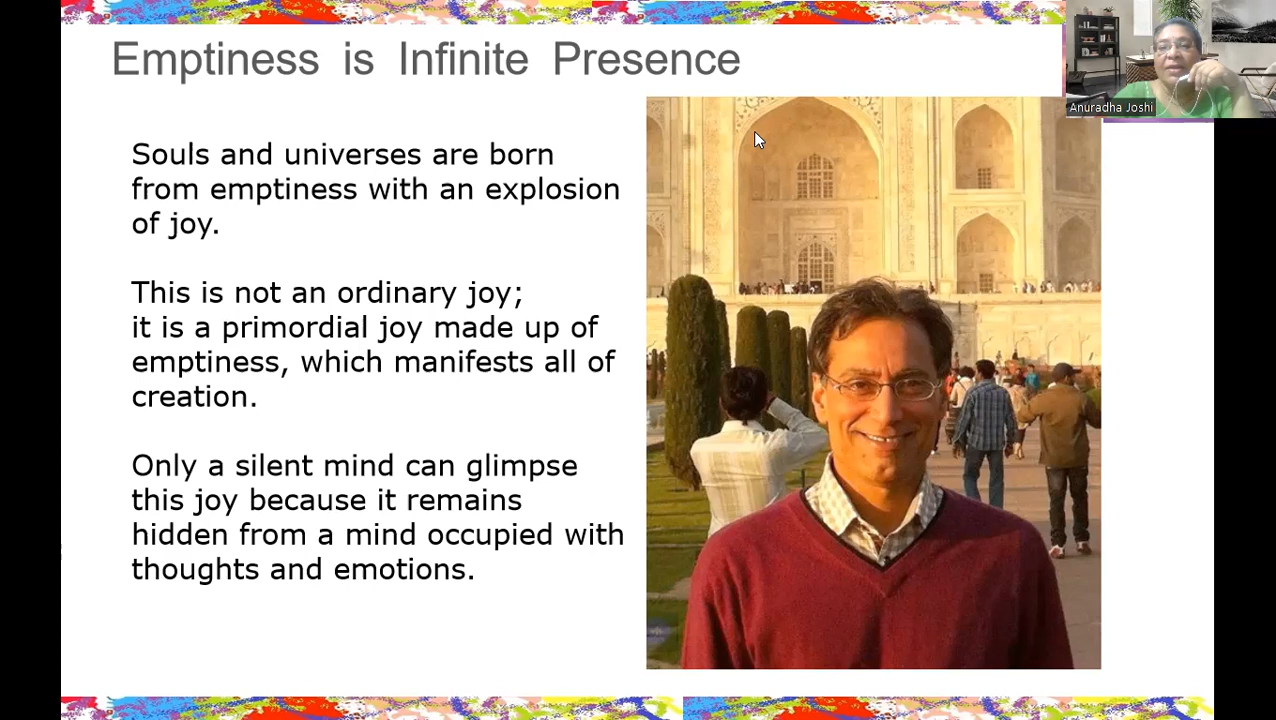 Emptiness is Infinite Presence
Anuradha Joshi
Souls and universes are born
from emptiness with an explosion
of joy.
This is not an ordinary joy;
it is a primordial joy made up of
emptiness, which manifests all of
creation.
Only a silent mind can glimpse
this joy because it remains
hidden from a mind occupied with
thoughts and emotions.